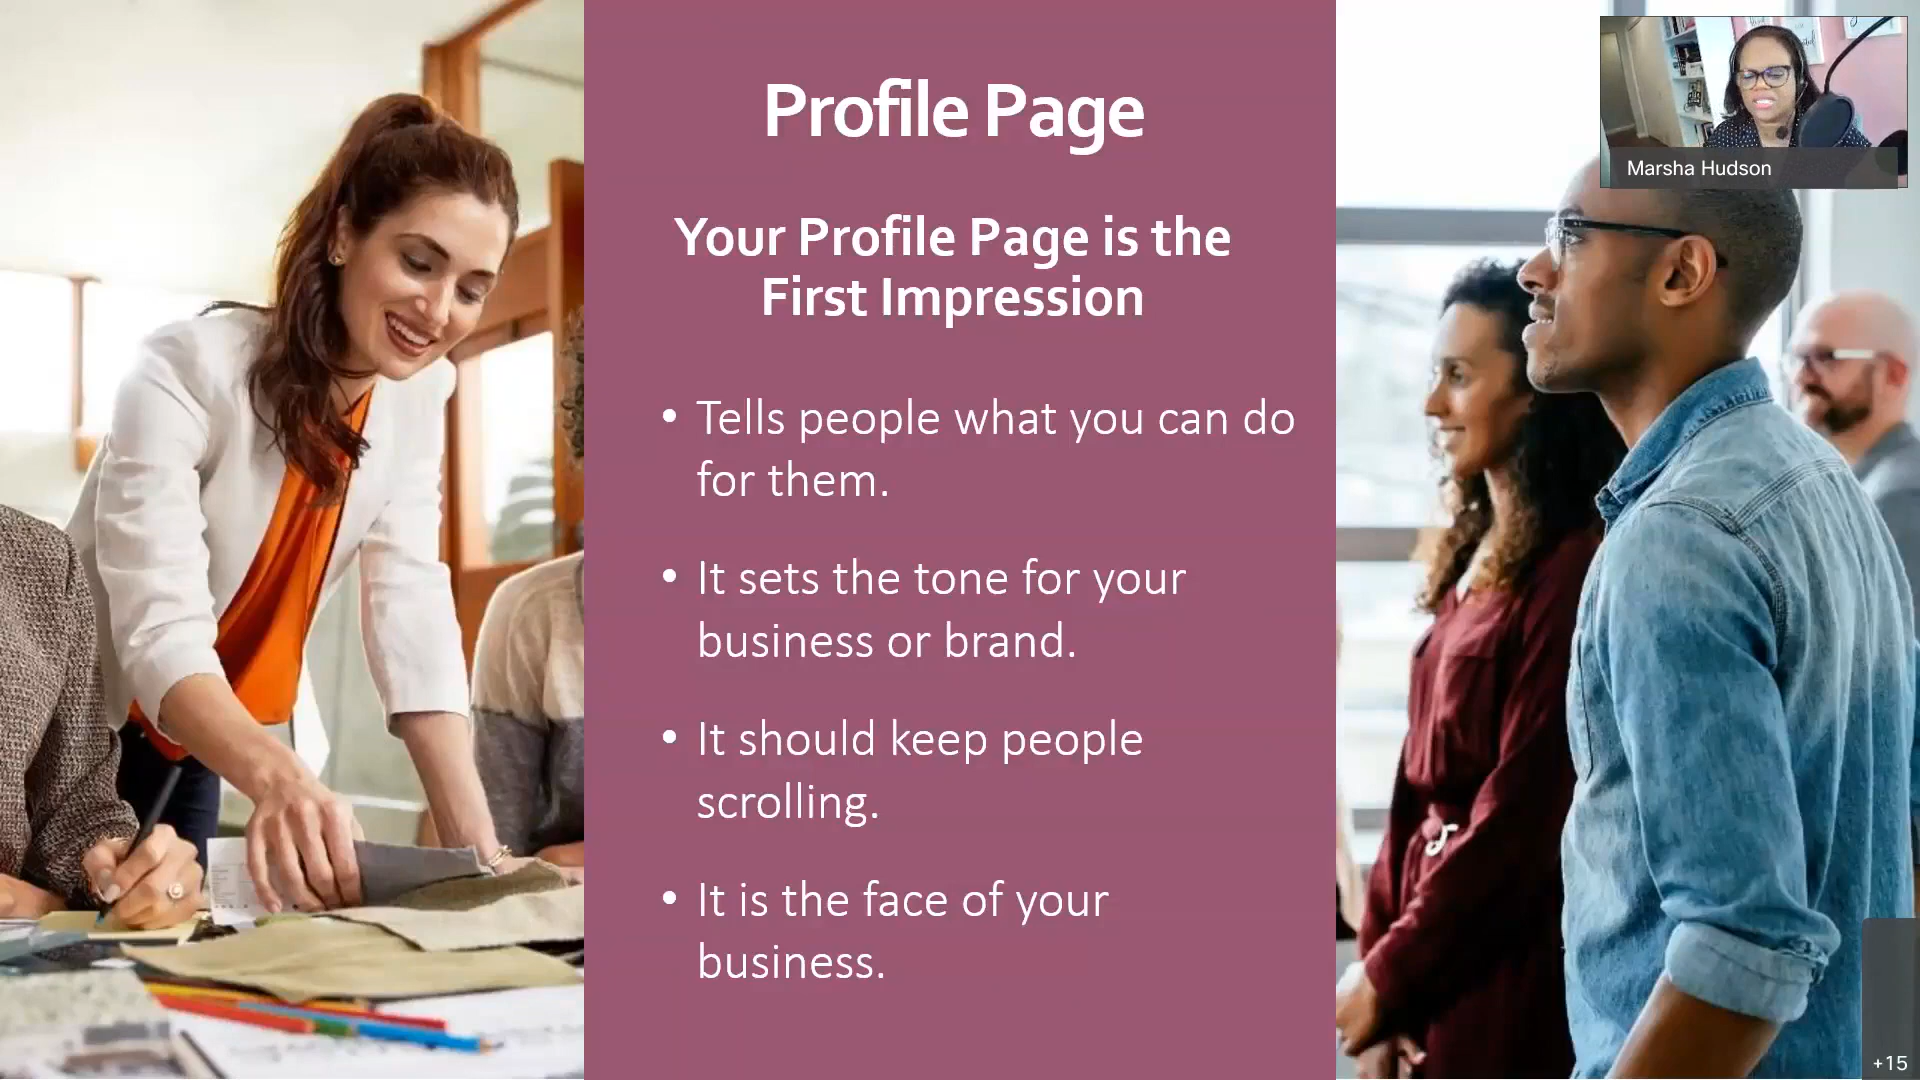 Profile Page
Your Profile Page is the
First Impression
• Tells people what you can do
for them.
• It sets the tone for your
business or brand.
• It should keep people
scrolling.
• It is the face of your
business.
Marsha Hudson
+15